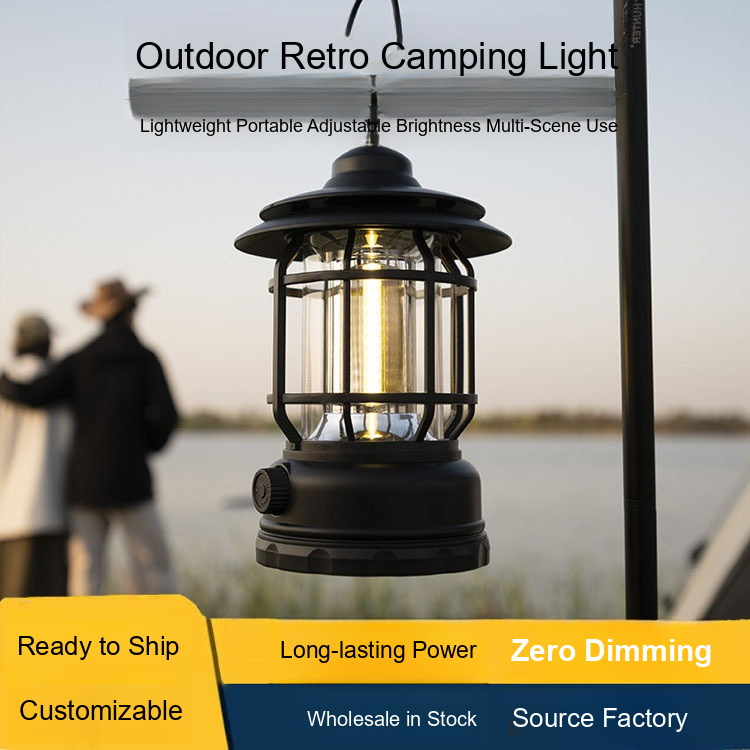 Outdoor Retro Camping Light
Lightweight Portable Adjustable Brightness Multi-Scene Use
HUNTER
Ready to Ship
Long-lasting Power
Zero Dimming
Customizable
Wholesale in Stock
Source Factory